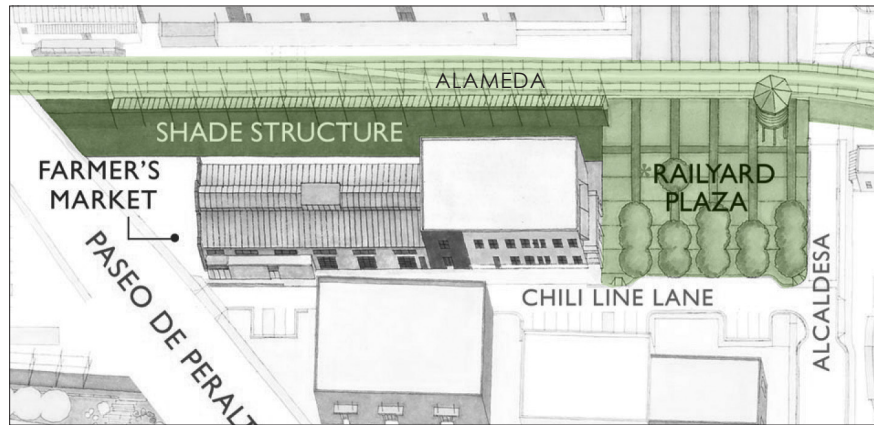 ALAMEDA
SHADE STRUCTURE
FARMER'S
MARKET
*RAILYARD
PLAZA
PASEO DE PERALT
CHILI LINE LANE
ALCALDESA